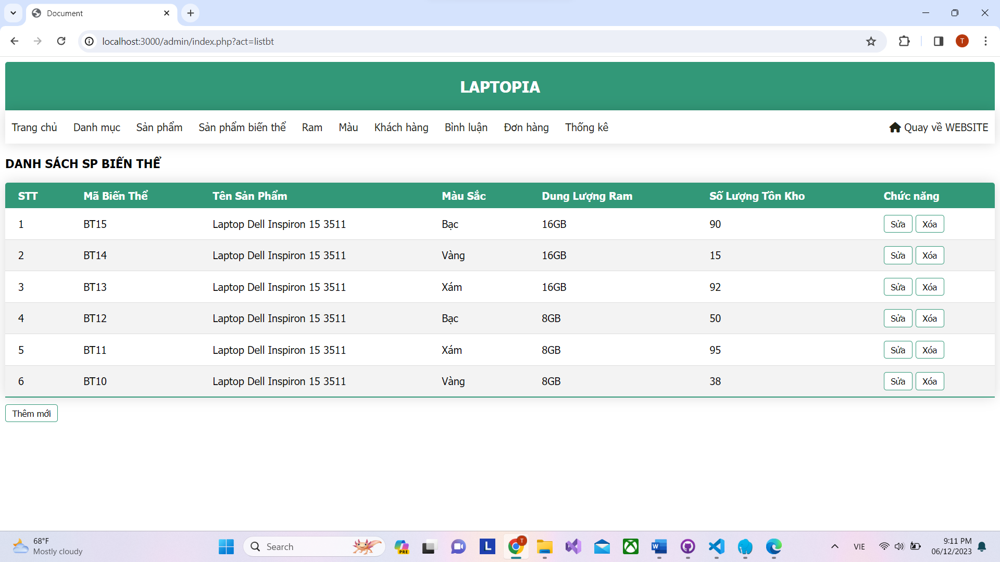 Document
localhost:3000/admin/index.php?act=listbt
T
LAPTOPIA
Trang chủ Danh mục Sản phẩm Sản phẩm biến thể Ram Màu Khách hàng Bình luận Đơn hàng Thống kê Quay về WEBSITE
DANH SÁCH SP BIẾN THỂ
STT Mã Biến Thể Tên Sản Phẩm Màu Sắc Dung Lượng Ram Số Lượng Tồn Kho Chức năng
1 BT15 Laptop Dell Inspiron 15 3511 Bạc 16GB 90 Sửa Xóa
2 BT14 Laptop Dell Inspiron 15 3511 Vàng 16GB 15 Sửa Xóa
3 BT13 Laptop Dell Inspiron 15 3511 Xám 16GB 92 Sửa Xóa
4 BT12 Laptop Dell Inspiron 15 3511 Bạc 8GB 50 Sửa Xóa
5 BT11 Laptop Dell Inspiron 15 3511 Xám 8GB 95 Sửa Xóa
6 BT10 Laptop Dell Inspiron 15 3511 Vàng 8GB 38 Sửa Xóa
Thêm mới
68°F
Mostly cloudy
Search
PRE
L
T
W
VIE
9:11 PM
06/12/2023